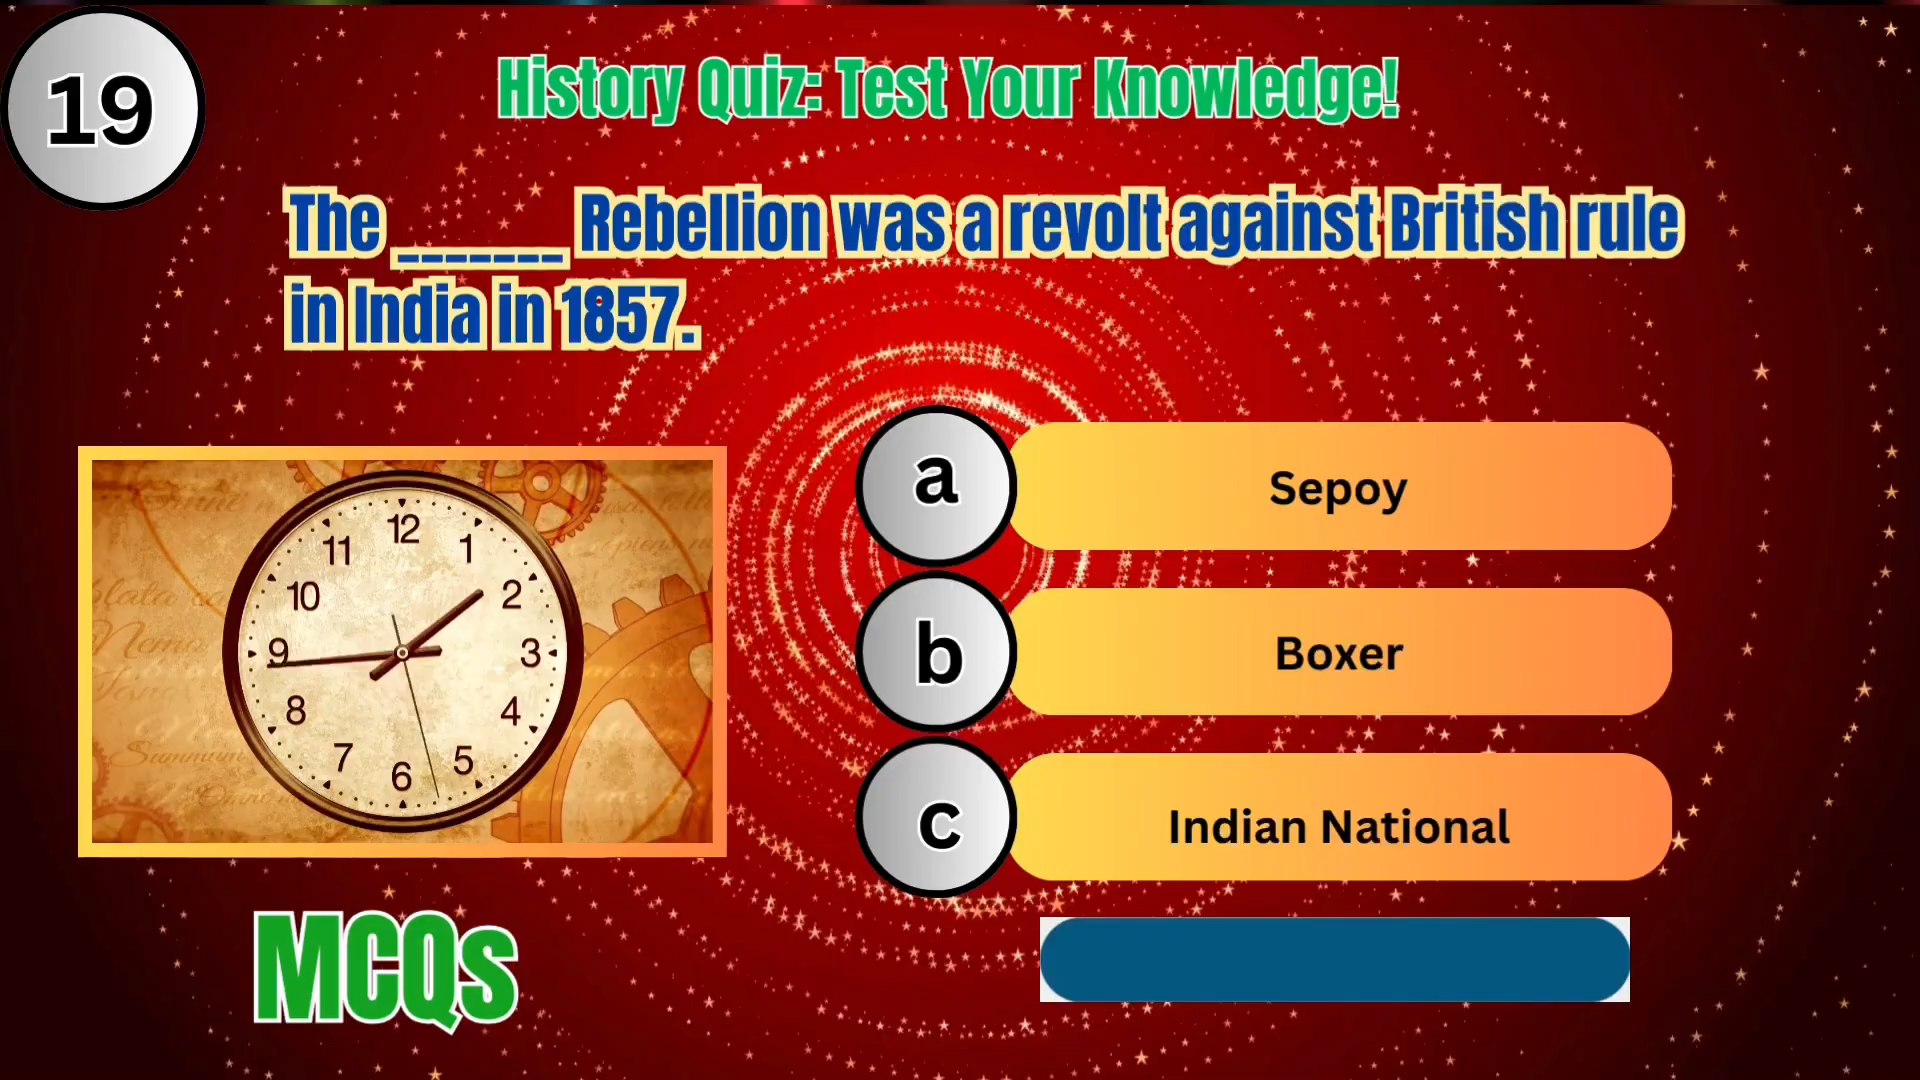 19
History Quiz: Test Your Knowledge!
The _______ Rebellion was a revolt against British rule
in India in 1857.
a
Sepoy
b
Boxer
c
Indian National
12
1
2
3
4
5
6
7
8
9
10
11
MCQs